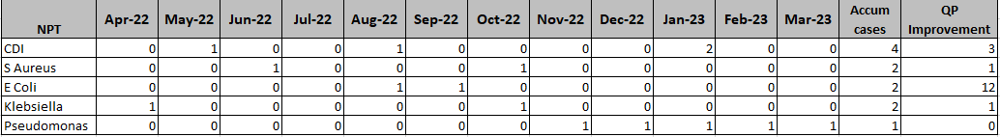 NPT Apr-22 May-22 Jun-22 Jul-22 Aug-22 Sep-22 Oct-22 Nov-22 Dec-22 Jan-23 Feb-23 Mar-23 Accum cases QP Improvement
CDI 0 1 0 0 1 0 0 0 0 2 0 0 4 3
S Aureus 0 0 1 0 0 0 1 0 0 0 0 0 2 1
E Coli 0 0 0 0 1 1 0 0 0 0 0 0 2 12
Klebsiella 1 0 0 0 0 0 1 0 0 0 0 0 2 1
Pseudomonas 0 0 0 0 0 0 0 1 1 1 1 1 1 0